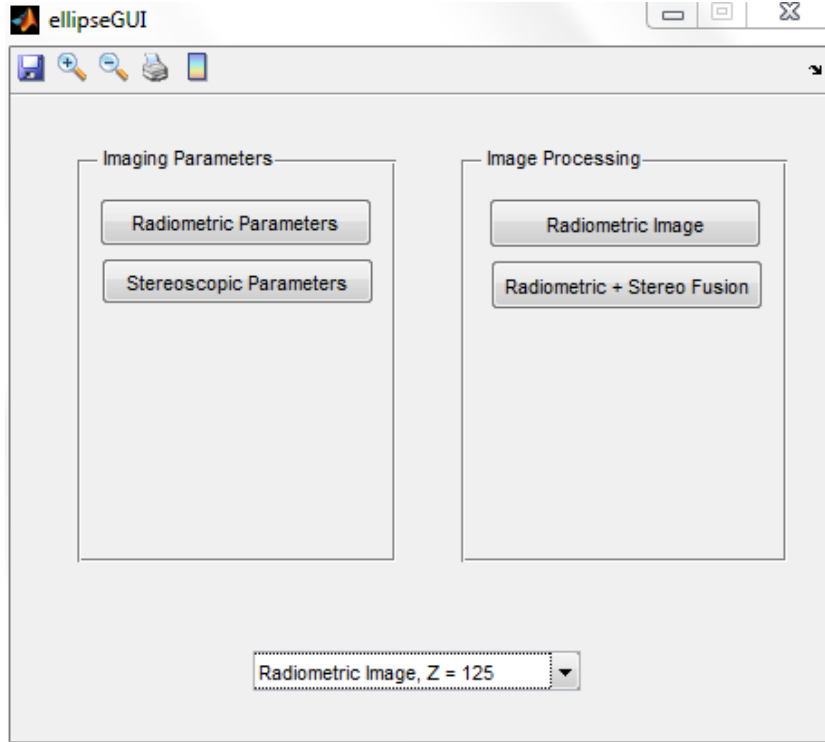 ellipseGUI
Imaging Parameters
Radiometric Parameters
Stereoscopic Parameters
Image Processing
Radiometric Image
Radiometric + Stereo Fusion
Radiometric Image, Z = 125